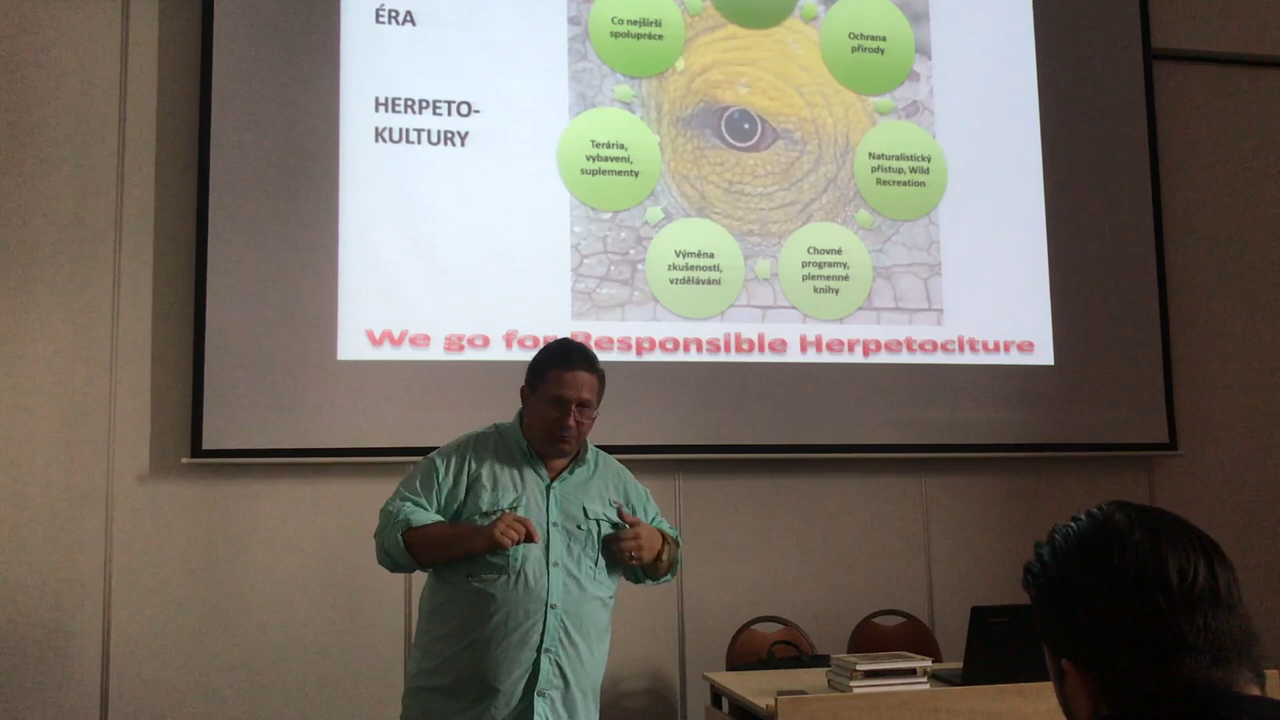 ÉRA
HERPETO-
KULTURY
Co nejširší
spolupráce
Ochrana
přírody
Terária,
vybavení,
suplementy
Naturalistický
přístup, Wild
Recreation
Výměna
zkušeností,
vzdělávání
Chovné
programy,
plemenné
knihy
We go for Responsible Herpetoclture